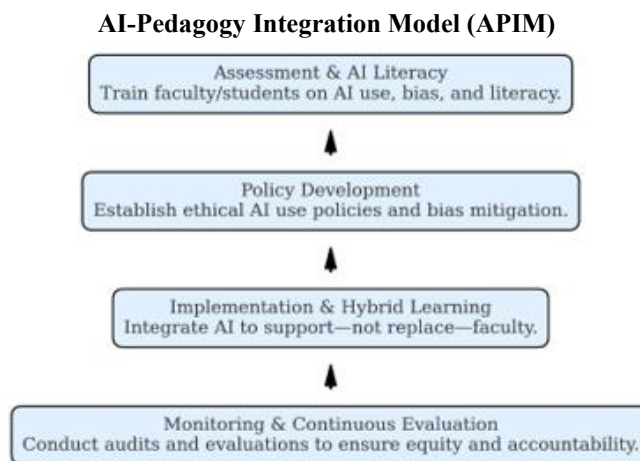 AI-Pedagogy Integration Model (APIM)
Assessment & AI Literacy
Train faculty/students on AI use, bias, and literacy.
Policy Development
Establish ethical AI use policies and bias mitigation.
Implementation & Hybrid Learning
Integrate AI to support—not replace—faculty.
Monitoring & Continuous Evaluation
Conduct audits and evaluations to ensure equity and accountability.